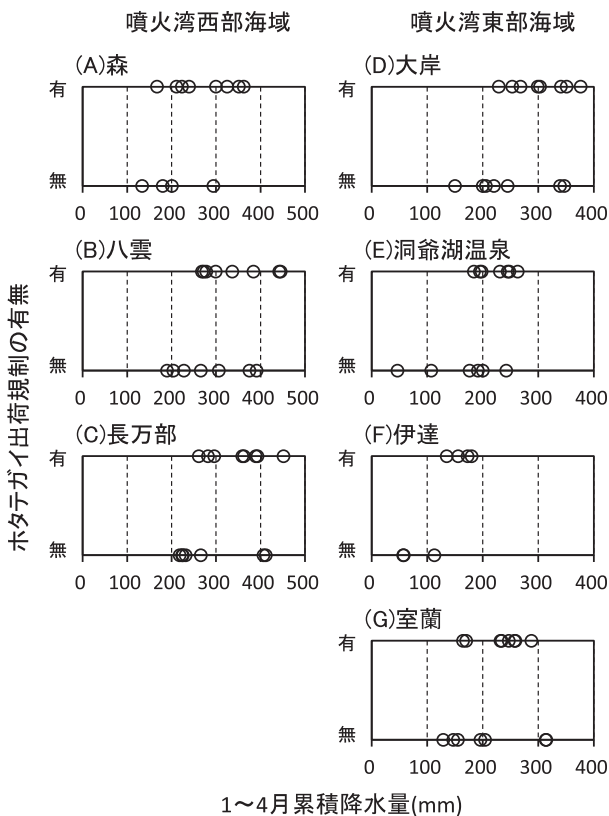 噴火湾西部海域
噴火湾東部海域
ホタテガイ出荷規制の有無
(A)森
有
無
0 100 200 300 400 500
(B)八雲
有
無
0 100 200 300 400 500
(C)長万部
有
無
0 100 200 300 400 500
(D)大岸
有
無
0 100 200 300 400
(E)洞爺湖温泉
有
無
0 100 200 300 400
(F)伊達
有
無
0 100 200 300 400
(G)室蘭
有
無
0 100 200 300 400
1～4月累積降水量(mm)